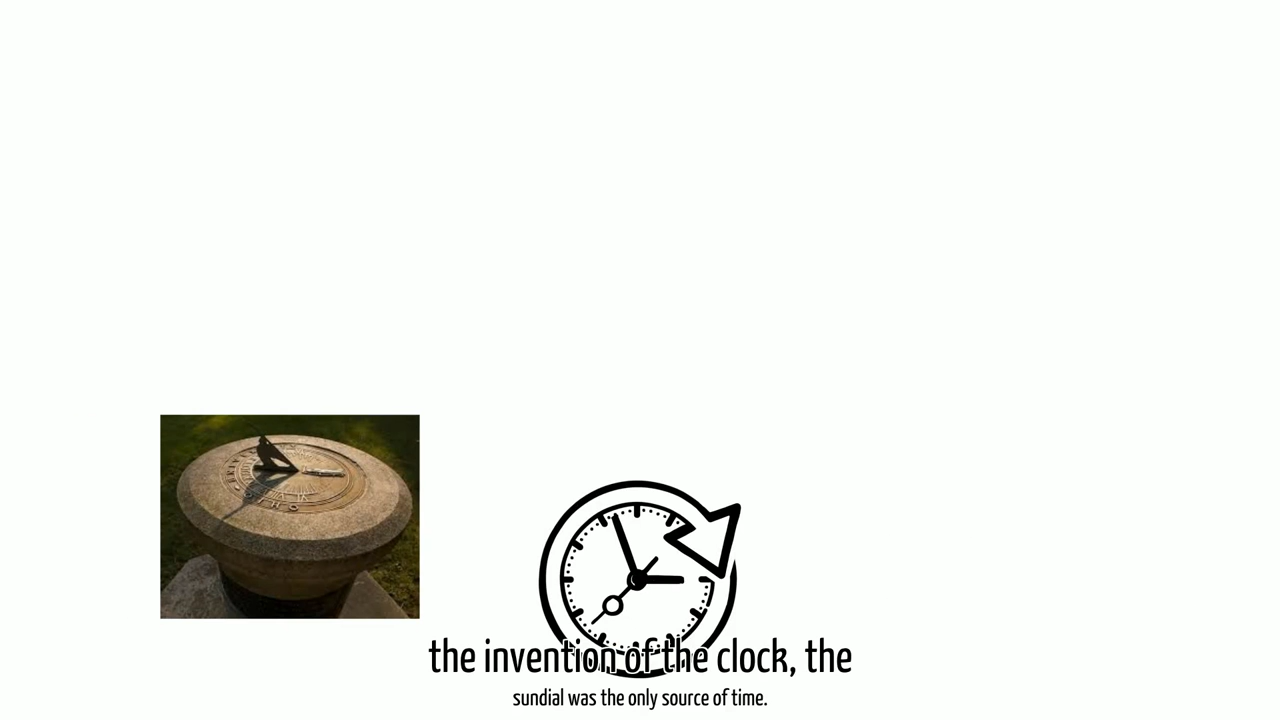 the invention of the clock, the
sundial was the only source of time.